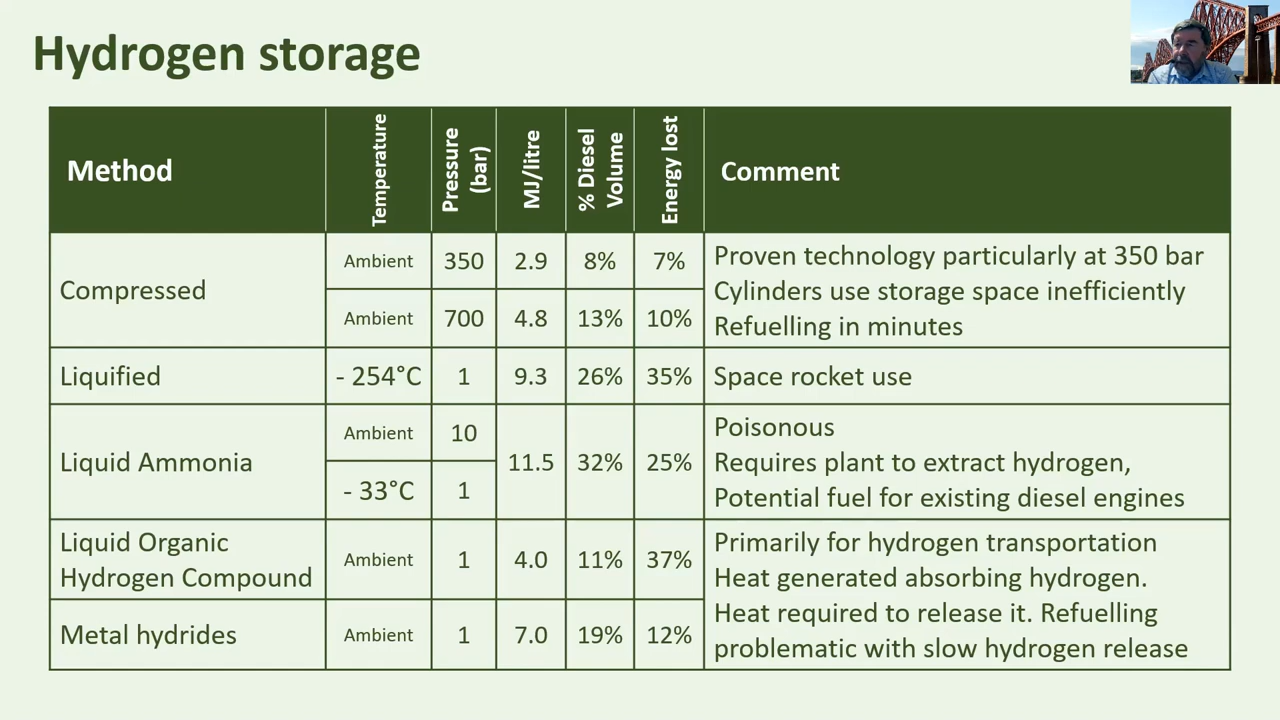 Hydrogen storage
Method
Temperature
Pressure
(bar)
MJ/litre
% Diesel
Volume
Energy lost
Comment
Compressed
Ambient
350
2.9
8%
7%
Ambient
700
4.8
13%
10%
Proven technology particularly at 350 bar
Cylinders use storage space inefficiently
Refuelling in minutes
Liquified
- 254°C
1
9.3
26%
35%
Space rocket use
Liquid Ammonia
Ambient
10
- 33°C
1
11.5
32%
25%
Poisonous
Requires plant to extract hydrogen,
Potential fuel for existing diesel engines
Liquid Organic
Hydrogen Compound
Ambient
1
4.0
11%
37%
Metal hydrides
Ambient
1
7.0
19%
12%
Primarily for hydrogen transportation
Heat generated absorbing hydrogen.
Heat required to release it. Refuelling
problematic with slow hydrogen release